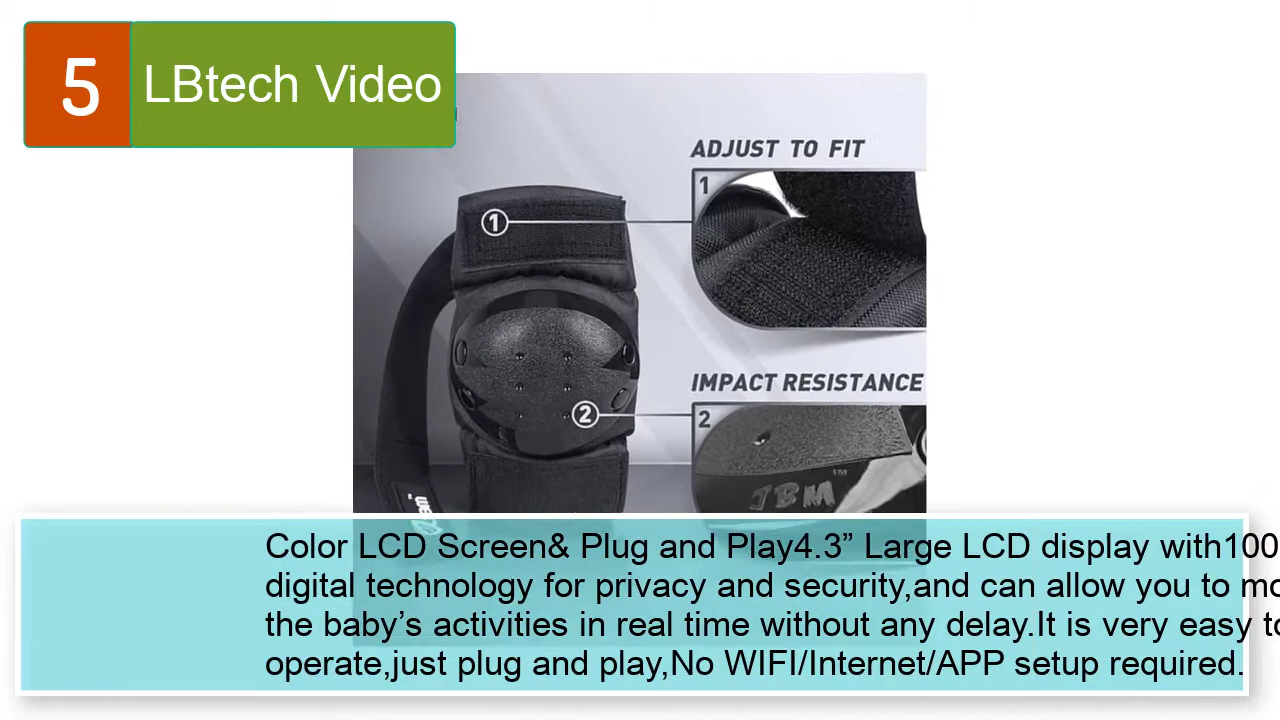 5
LBtech Video
ADJUST TO FIT
1
1
IMPACT RESISTANCE
2
2
JBM
Color LCD Screen& Plug and Play4.3” Large LCD display with100
digital technology for privacy and security,and can allow you to mo
the baby’s activities in real time without any delay.It is very easy to
operate,just plug and play,No WIFI/Internet/APP setup required.